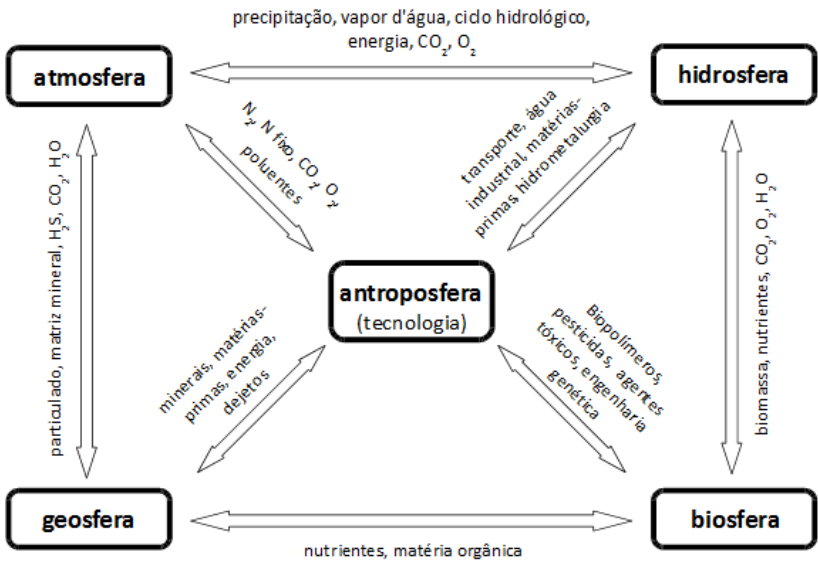 precipitação, vapor d'água, ciclo hidrológico,
energia, CO₂, O₂
atmosfera
hidrosfera
N₂, N fixo, CO₂, O₂,
poluentes
transporte, água
industrial, matérias-
primas, hidrometalurgia
particulado, matriz mineral, H₂S, CO₂, H₂O
biomassa, nutrientes, CO₂, O₂, H₂O
antroposfera
(tecnologia)
minerais, matérias-
primas, energia,
dejetos
Biopolímeros,
pesticidas, agentes
tóxicos, engenharia
genética
geosfera
biosfera
nutrientes, matéria orgânica